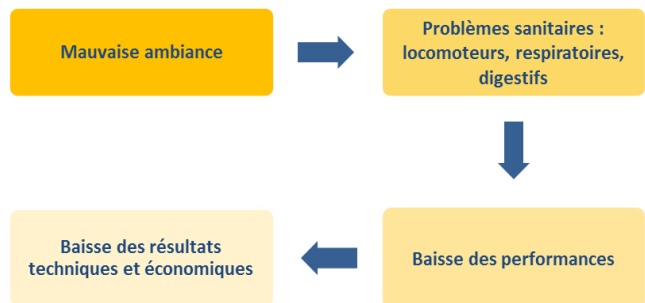 Mauvaise ambiance
Problèmes sanitaires :
locomoteurs, respiratoires,
digestifs
Baisse des performances
Baisse des résultats
techniques et économiques